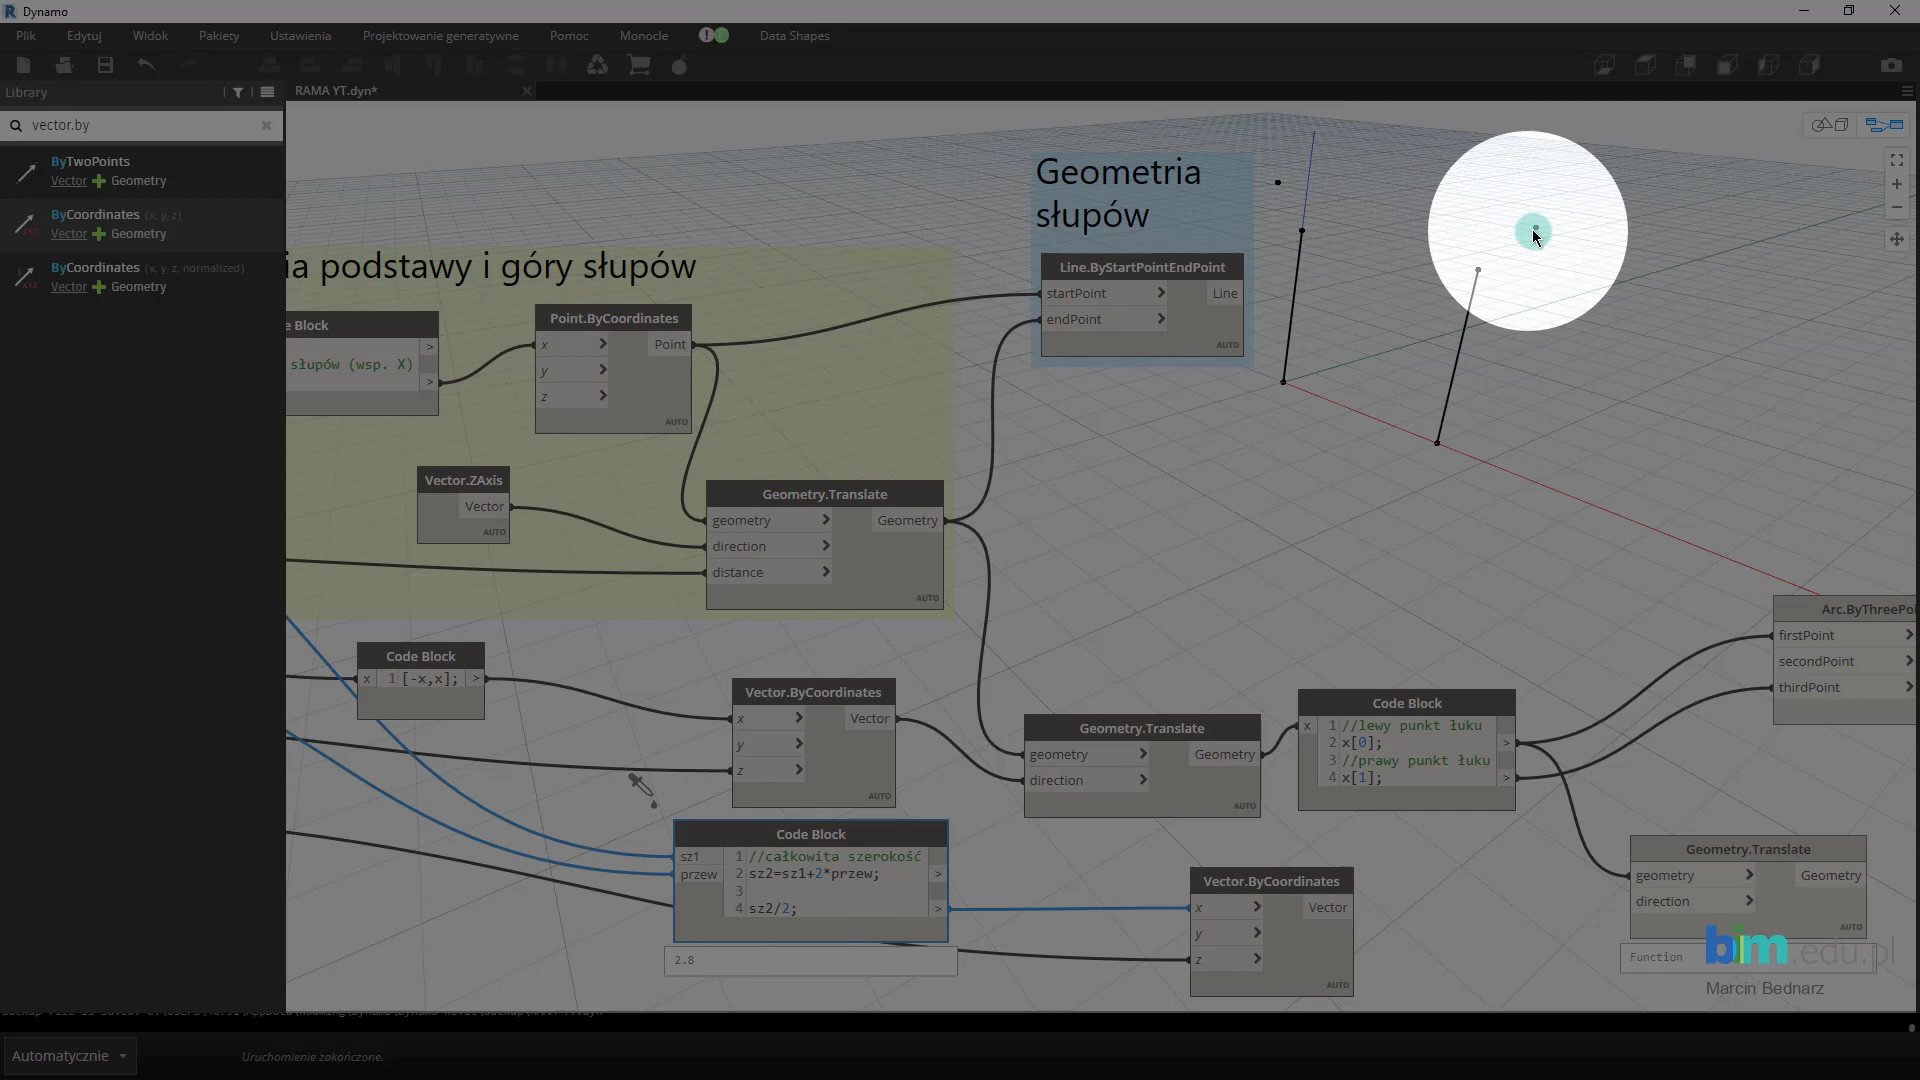 Dynamo
Plik Edytuj Widok Pakiety Ustawienia Projektowanie generatywne Pomoc Monocle Data Shapes
Library
RAMA YT.dyn*
vector.by
ByTwoPoints
Vector Geometry
ByCoordinates (x, y, z)
Vector Geometry
ByCoordinates (x, y, z, normalized)
Vector Geometry
Geometria
słupów
Line.ByStartPointEndPoint
startPoint > Line
endPoint >
AUTO
ia podstawy i góry słupów
e Block
>
słupów (wsp. X)
>
Point.ByCoordinates
x > Point
y >
z >
AUTO
Vector.ZAxis
Vector
AUTO
Geometry.Translate
geometry > Geometry
direction >
distance >
AUTO
Code Block
x 1 [-x,x]; >
Vector.ByCoordinates
x > Vector
y >
z >
AUTO
Geometry.Translate
geometry > Geometry
direction >
AUTO
Code Block
x 1 //lewy punkt łuku
2 x[0]; >
3 //prawy punkt łuku
4 x[1]; >
Arc.ByThreePoi
firstPoint >
secondPoint >
thirdPoint >
Code Block
sz1 1 //całkowita szerokość
przew 2 sz2=sz1+2*przew; >
3
4 sz2/2; >
2.8
Vector.ByCoordinates
x > Vector
y >
z >
AUTO
Geometry.Translate
geometry > Geometry
direction >
AUTO
Function
bim.edu.pl
Marcin Bednarz
Automatycznie
Uruchomienie zakończone.